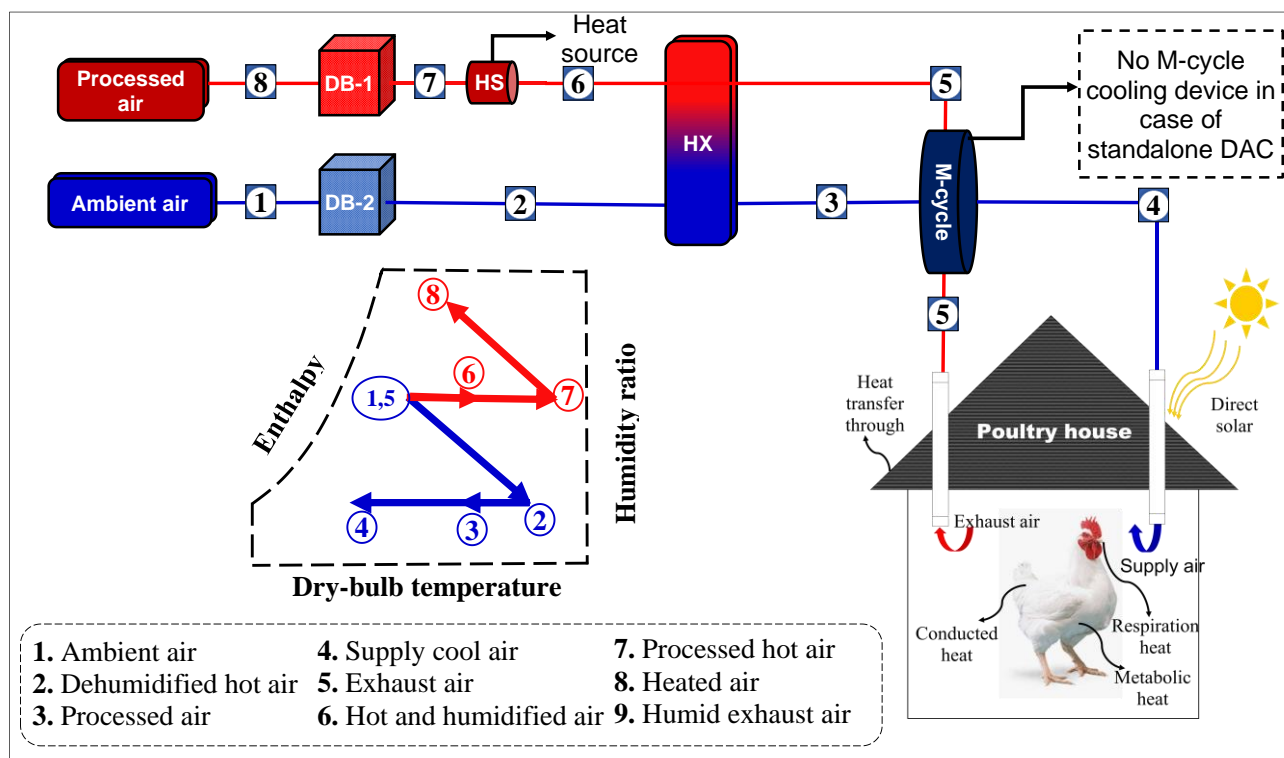 Heat
source
Processed
air
8
DB-1
7
HS
6
5
No M-cycle
cooling device in
case of
standalone DAC
HX
M-cycle
Ambient air
1
DB-2
2
3
4
5
8
6
1,5
7
4
3
2
Enthalpy
Humidity ratio
Dry-bulb temperature
Heat
transfer
through
Poultry house
Direct
solar
Exhaust air
Supply air
Conducted
heat
Respiration
heat
Metabolic
heat
1. Ambient air
2. Dehumidified hot air
3. Processed air
4. Supply cool air
5. Exhaust air
6. Hot and humidified air
7. Processed hot air
8. Heated air
9. Humid exhaust air